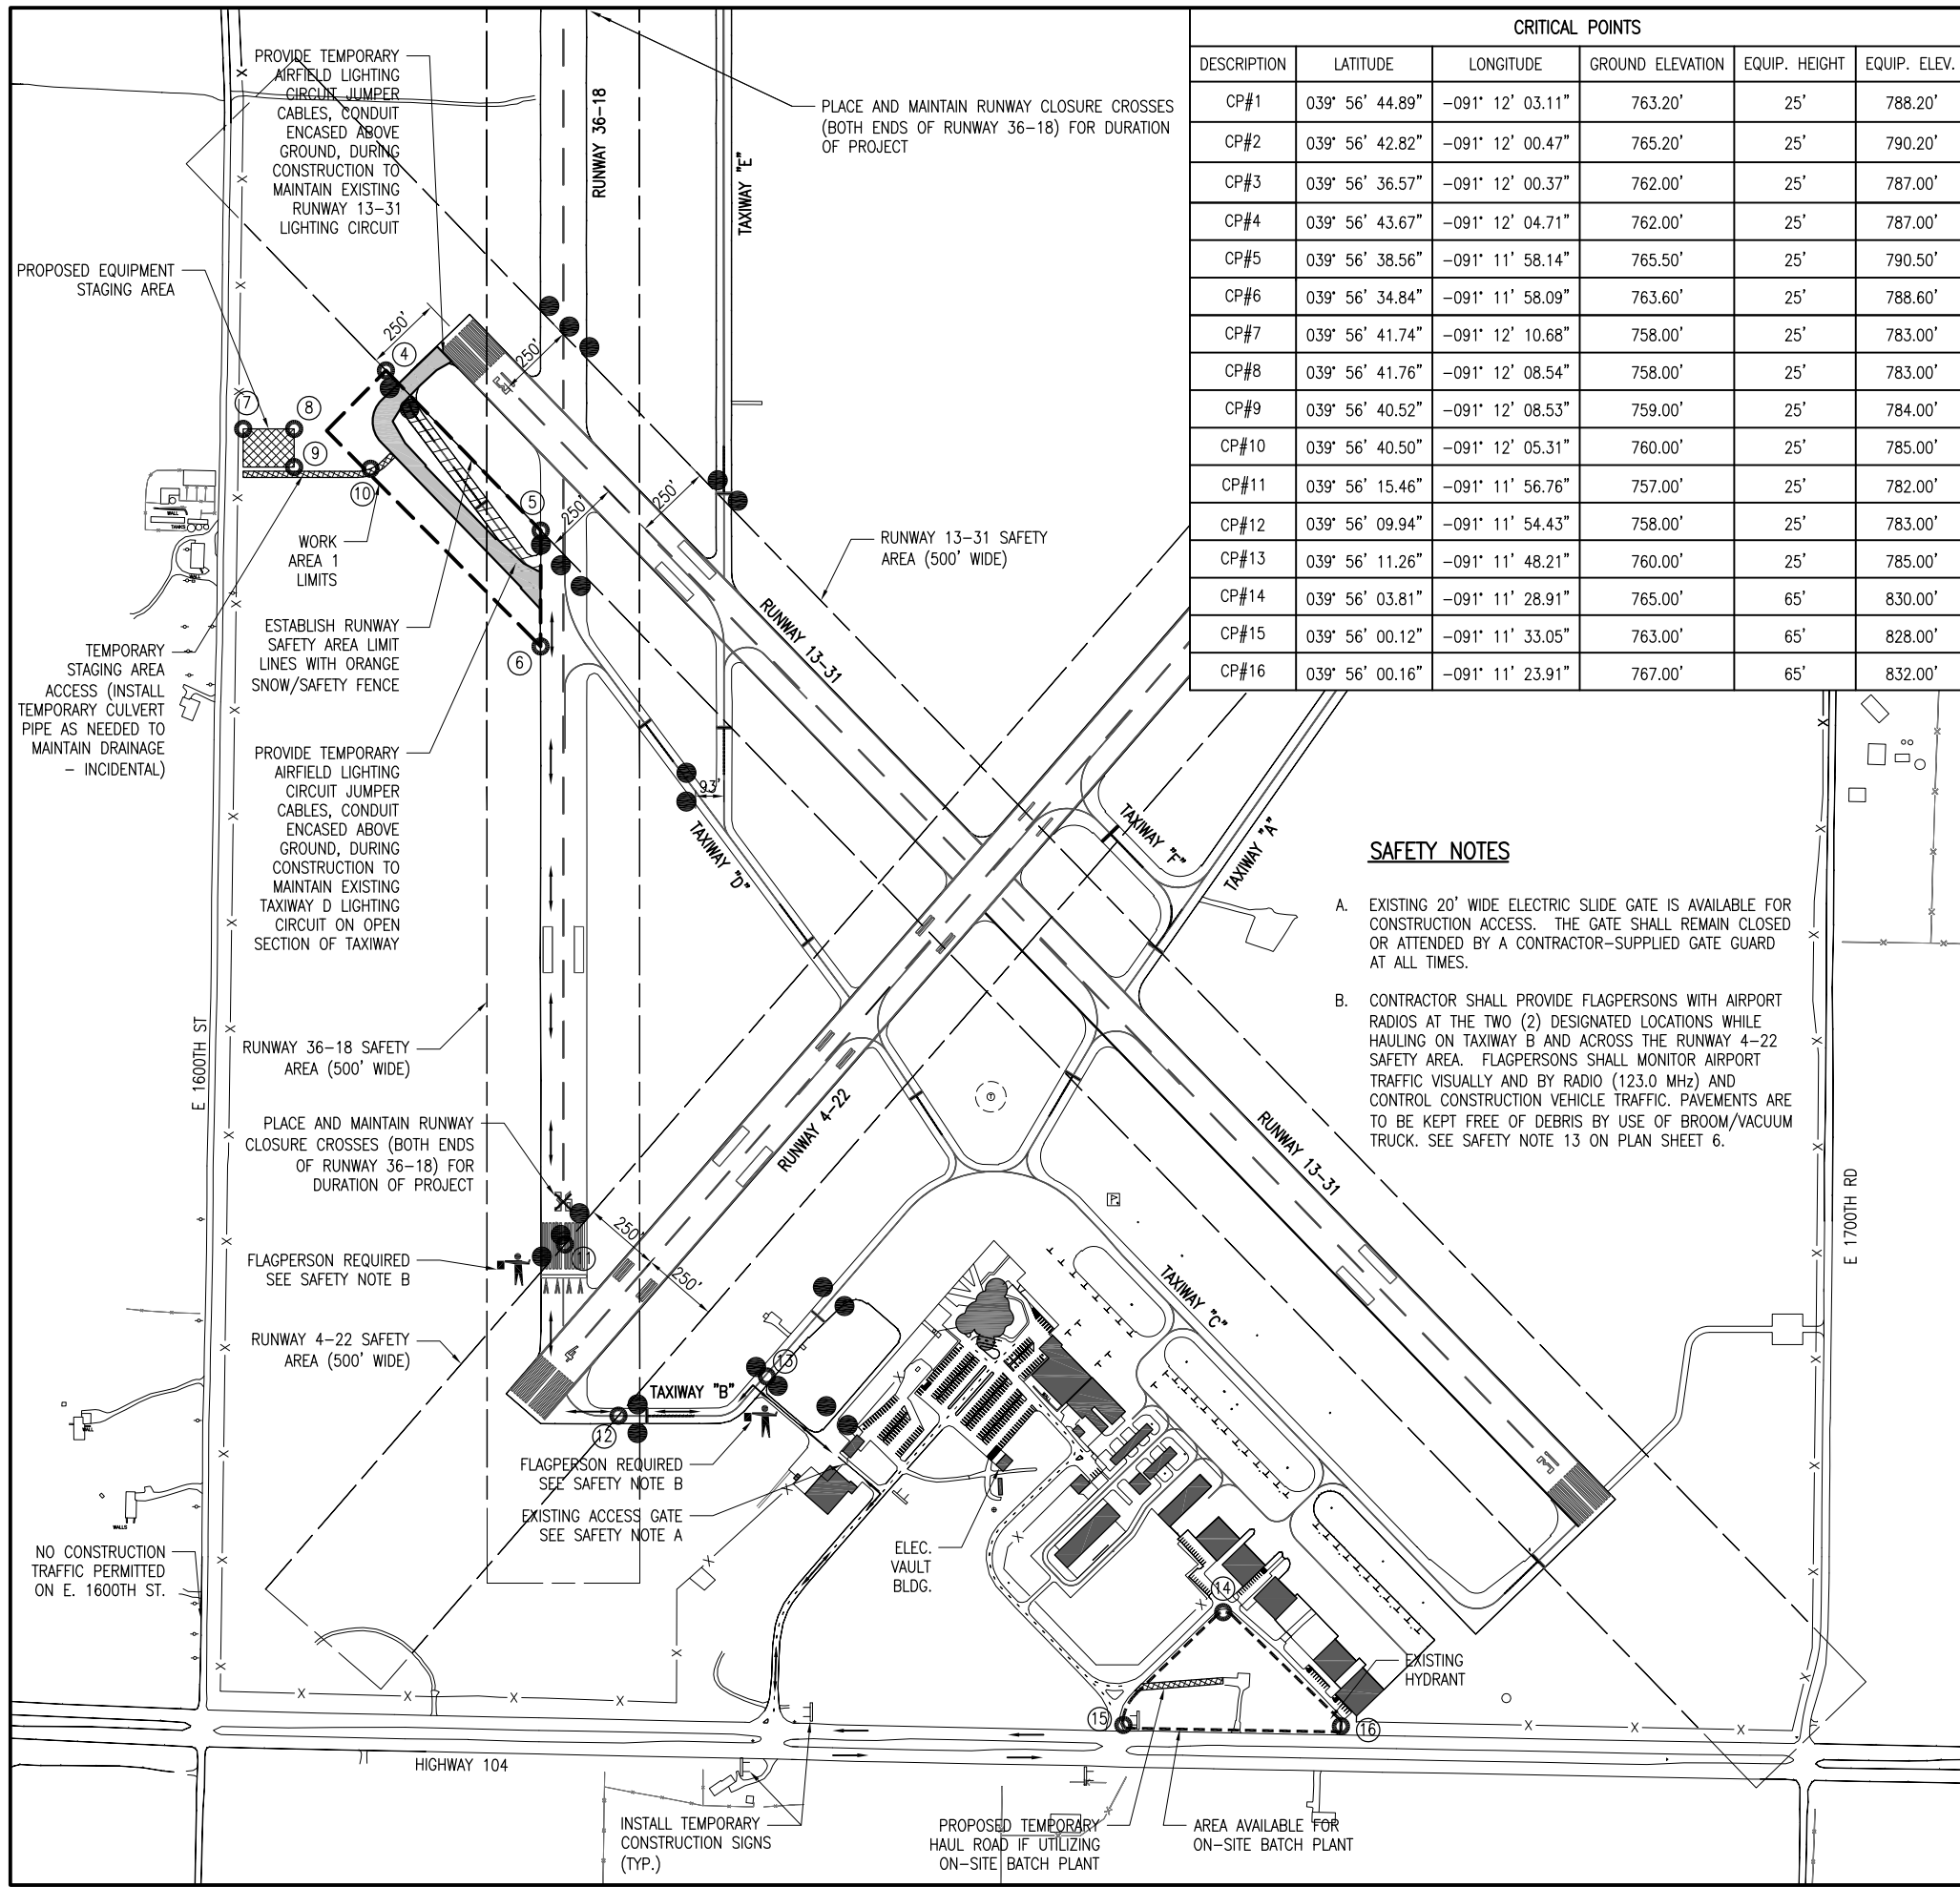 CRITICAL POINTS
DESCRIPTION LATITUDE LONGITUDE GROUND ELEVATION EQUIP. HEIGHT EQUIP. ELEV.
CP#1 039° 56' 44.89" -091° 12' 03.11" 763.20' 25' 788.20'
CP#2 039° 56' 42.82" -091° 12' 00.47" 765.20' 25' 790.20'
CP#3 039° 56' 36.57" -091° 12' 00.37" 762.00' 25' 787.00'
CP#4 039° 56' 43.67" -091° 12' 04.71" 762.00' 25' 787.00'
CP#5 039° 56' 38.56" -091° 11' 58.14" 765.50' 25' 790.50'
CP#6 039° 56' 34.84" -091° 11' 58.09" 763.60' 25' 788.60'
CP#7 039° 56' 41.74" -091° 12' 10.68" 758.00' 25' 783.00'
CP#8 039° 56' 41.76" -091° 12' 08.54" 758.00' 25' 783.00'
CP#9 039° 56' 40.52" -091° 12' 08.53" 759.00' 25' 784.00'
CP#10 039° 56' 40.50" -091° 12' 05.31" 760.00' 25' 785.00'
CP#11 039° 56' 15.46" -091° 11' 56.76" 757.00' 25' 782.00'
CP#12 039° 56' 09.94" -091° 11' 54.43" 758.00' 25' 783.00'
CP#13 039° 56' 11.26" -091° 11' 48.21" 760.00' 25' 785.00'
CP#14 039° 56' 03.81" -091° 11' 28.91" 765.00' 65' 830.00'
CP#15 039° 56' 00.12" -091° 11' 33.05" 763.00' 65' 828.00'
CP#16 039° 56' 00.16" -091° 11' 23.91" 767.00' 65' 832.00'
PROVIDE TEMPORARY
AIRFIELD LIGHTING
CIRCUIT JUMPER
CABLES, CONDUIT
ENCASED ABOVE
GROUND, DURING
CONSTRUCTION TO
MAINTAIN EXISTING
RUNWAY 13-31
LIGHTING CIRCUIT
RUNWAY 36-18
TAXIWAY "E"
PLACE AND MAINTAIN RUNWAY CLOSURE CROSSES
(BOTH ENDS OF RUNWAY 36-18) FOR DURATION
OF PROJECT
PROPOSED EQUIPMENT
STAGING AREA
250'
250'
4
13
7
8
9
10
5
250'
250'
6
WORK
AREA 1
LIMITS
RUNWAY 13-31 SAFETY
AREA (500' WIDE)
ESTABLISH RUNWAY
SAFETY AREA LIMIT
LINES WITH ORANGE
SNOW/SAFETY FENCE
RUNWAY 13-31
TEMPORARY
STAGING AREA
ACCESS (INSTALL
TEMPORARY CULVERT
PIPE AS NEEDED TO
MAINTAIN DRAINAGE
- INCIDENTAL)
PROVIDE TEMPORARY
AIRFIELD LIGHTING
CIRCUIT JUMPER
CABLES, CONDUIT
ENCASED ABOVE
GROUND, DURING
CONSTRUCTION TO
MAINTAIN EXISTING
TAXIWAY D LIGHTING
CIRCUIT ON OPEN
SECTION OF TAXIWAY
93'
TAXIWAY "D"
TAXIWAY "F"
TAXIWAY "A"
SAFETY NOTES
A. EXISTING 20' WIDE ELECTRIC SLIDE GATE IS AVAILABLE FOR
CONSTRUCTION ACCESS. THE GATE SHALL REMAIN CLOSED
OR ATTENDED BY A CONTRACTOR-SUPPLIED GATE GUARD
AT ALL TIMES.
B. CONTRACTOR SHALL PROVIDE FLAGPERSONS WITH AIRPORT
RADIOS AT THE TWO (2) DESIGNATED LOCATIONS WHILE
HAULING ON TAXIWAY B AND ACROSS THE RUNWAY 4-22
SAFETY AREA. FLAGPERSONS SHALL MONITOR AIRPORT
TRAFFIC VISUALLY AND BY RADIO (123.0 MHz) AND
CONTROL CONSTRUCTION VEHICLE TRAFFIC. PAVEMENTS ARE
TO BE KEPT FREE OF DEBRIS BY USE OF BROOM/VACUUM
TRUCK. SEE SAFETY NOTE 13 ON PLAN SHEET 6.
E 1600TH ST
RUNWAY 36-18 SAFETY
AREA (500' WIDE)
PLACE AND MAINTAIN RUNWAY
CLOSURE CROSSES (BOTH ENDS
OF RUNWAY 36-18) FOR
DURATION OF PROJECT
RUNWAY 4-22
RUNWAY 13-31
E 1700TH RD
FLAGPERSON REQUIRED
SEE SAFETY NOTE B
11
250'
250'
RUNWAY 4-22 SAFETY
AREA (500' WIDE)
4
TAXIWAY "B"
13
12
TAXIWAY "C"
FLAGPERSON REQUIRED
SEE SAFETY NOTE B
EXISTING ACCESS GATE
SEE SAFETY NOTE A
31
NO CONSTRUCTION
TRAFFIC PERMITTED
ON E. 1600TH ST.
ELEC.
VAULT
BLDG.
14
EXISTING
HYDRANT
15
16
HIGHWAY 104
INSTALL TEMPORARY
CONSTRUCTION SIGNS
(TYP.)
PROPOSED TEMPORARY
HAUL ROAD IF UTILIZING
ON-SITE BATCH PLANT
AREA AVAILABLE FOR
ON-SITE BATCH PLANT